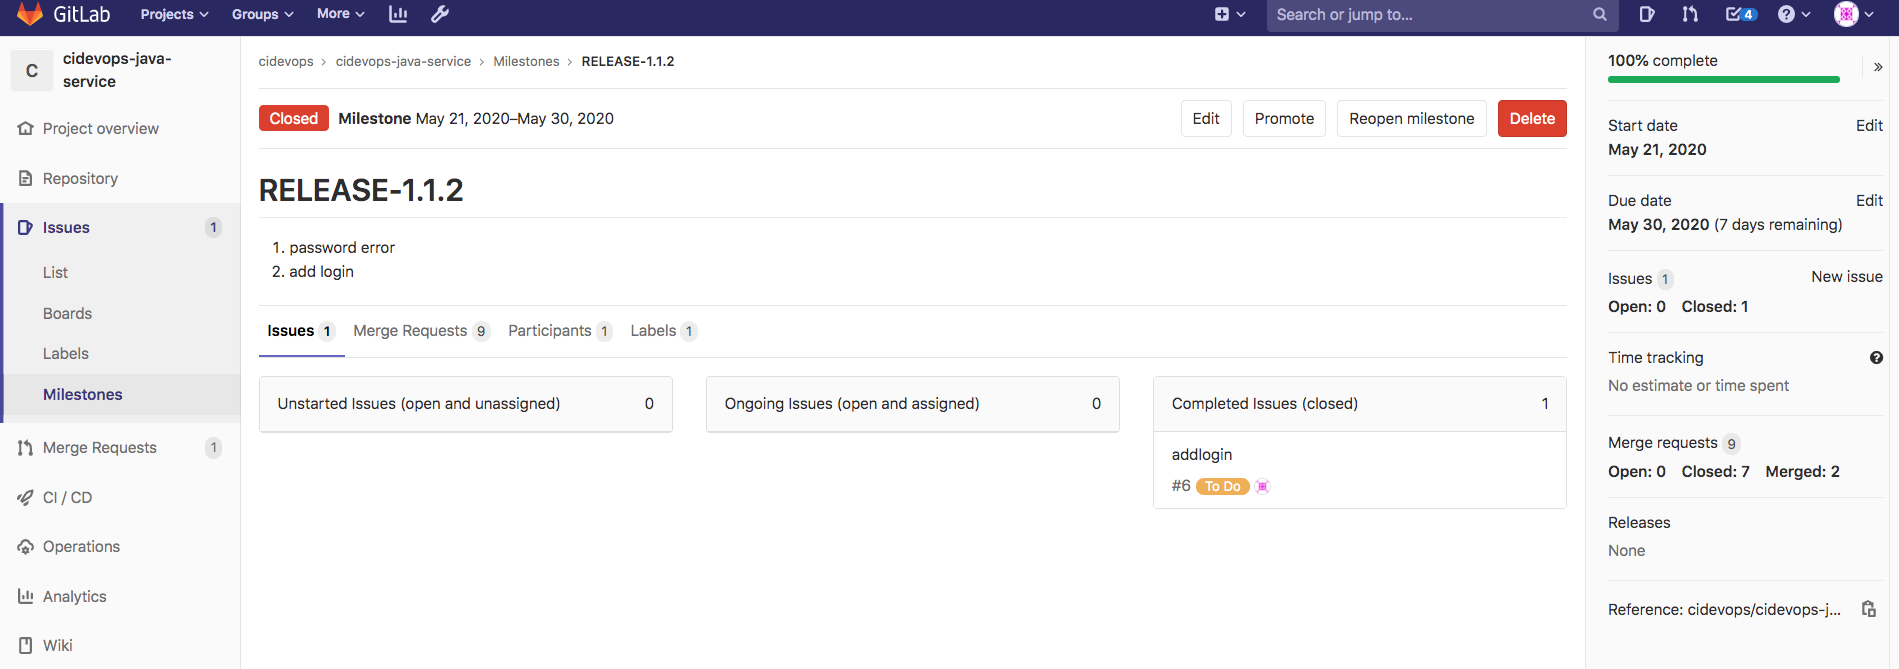 GitLab Projects Groups More Search or jump to... 4
C cidevops-java-service
Project overview
Repository
Issues 1
List
Boards
Labels
Milestones
Merge Requests 1
CI / CD
Operations
Analytics
Wiki
cidevops › cidevops-java-service › Milestones › RELEASE-1.1.2
Closed Milestone May 21, 2020–May 30, 2020 Edit Promote Reopen milestone Delete
RELEASE-1.1.2
1. password error
2. add login
Issues 1 Merge Requests 9 Participants 1 Labels 1
Unstarted Issues (open and unassigned) 0
Ongoing Issues (open and assigned) 0
Completed Issues (closed) 1
addlogin
#6 To Do
100% complete »
Start date Edit
May 21, 2020
Due date Edit
May 30, 2020 (7 days remaining)
Issues 1 New issue
Open: 0 Closed: 1
Time tracking ?
No estimate or time spent
Merge requests 9
Open: 0 Closed: 7 Merged: 2
Releases
None
Reference: cidevops/cidevops-j...